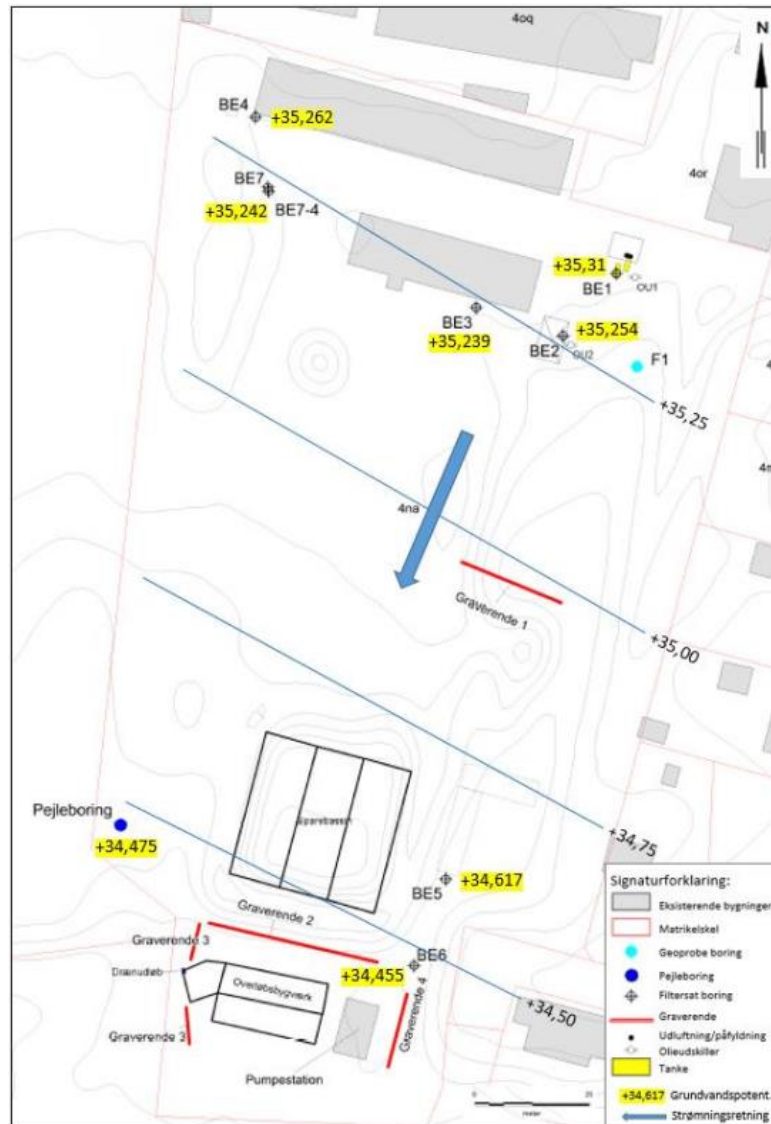 4oq
N
BE4
+35,262
4or
BE7
+35,242
BE7-4
+35,31
BE1
OU1
BE3
+35,239
+35,254
BE2
OU2
F1
+35,25
4na
Graverende 1
+35,00
Pejleboring
+34,475
+34,75
BE5
+34,617
Graverende 2
Graverende 3
BE6
Drænudløb
Overløbsbygværk
+34,455
Graverende 4
+34,50
Graverende 3
Pumpestation
0
25
meter
Signaturforklaring:
Eksisterende bygninger
Matrikelskel
Geoprobe boring
Pejleboring
Filtersat boring
Graverende
Udluftning/påfyldning
Olieudskiller
Tanke
+34,617 Grundvandspotent.
Strømningsretning